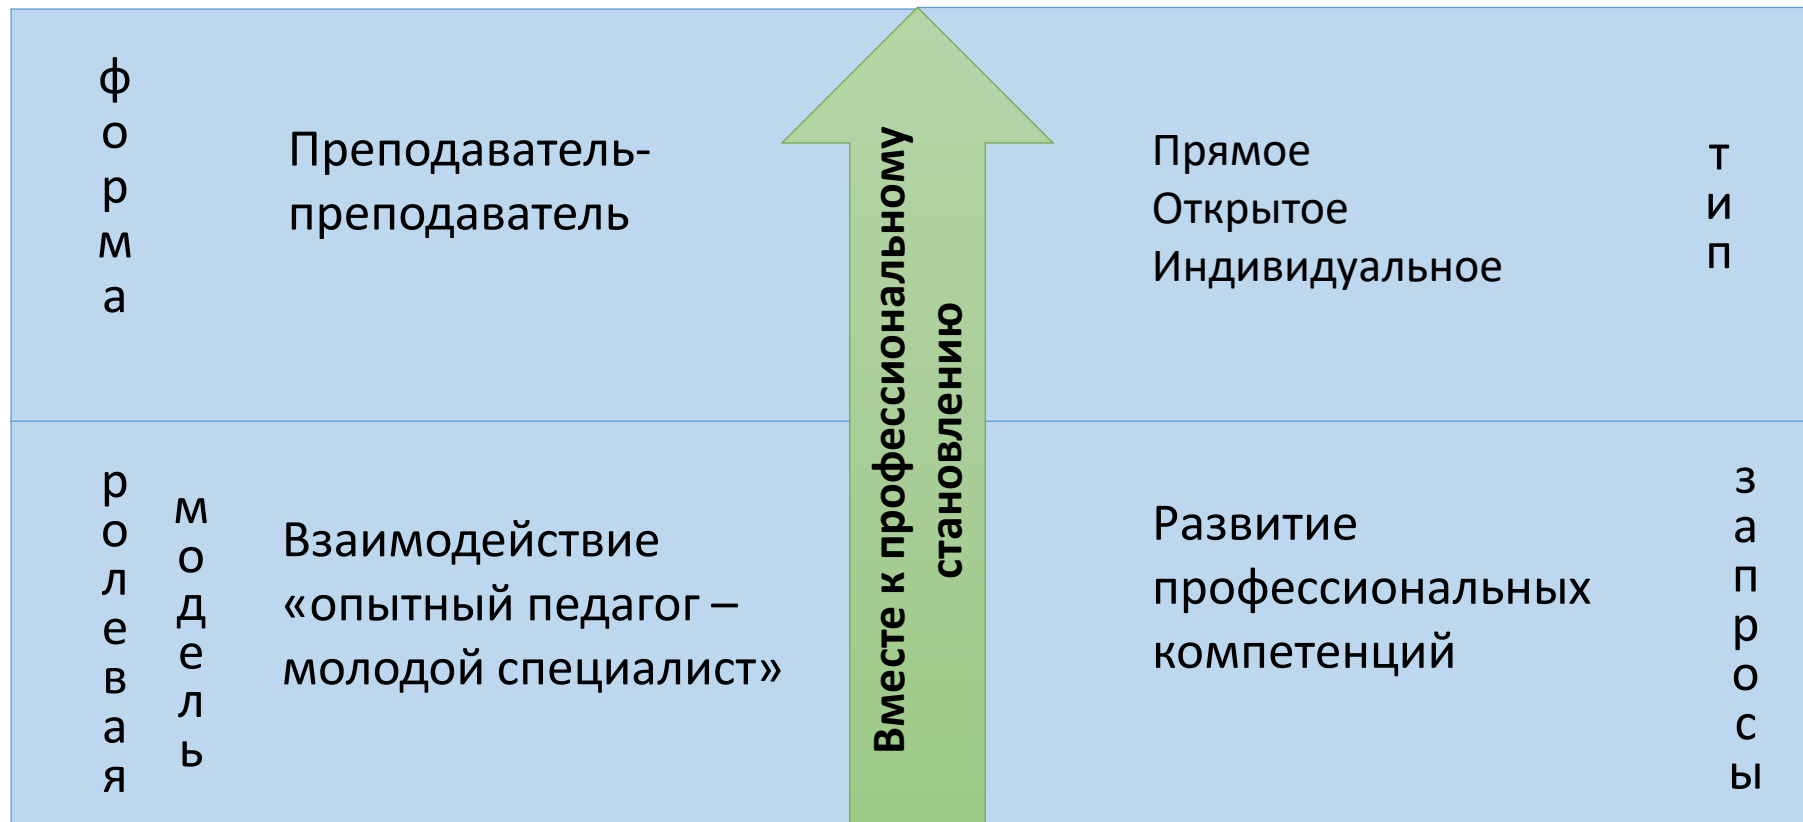 форма
Преподаватель-
преподаватель
Вместе к профессиональному
становлению
Прямое
Открытое
Индивидуальное
тип
ролевая
модель
Взаимодействие
«опытный педагог –
молодой специалист»
Развитие
профессиональных
компетенций
запросы